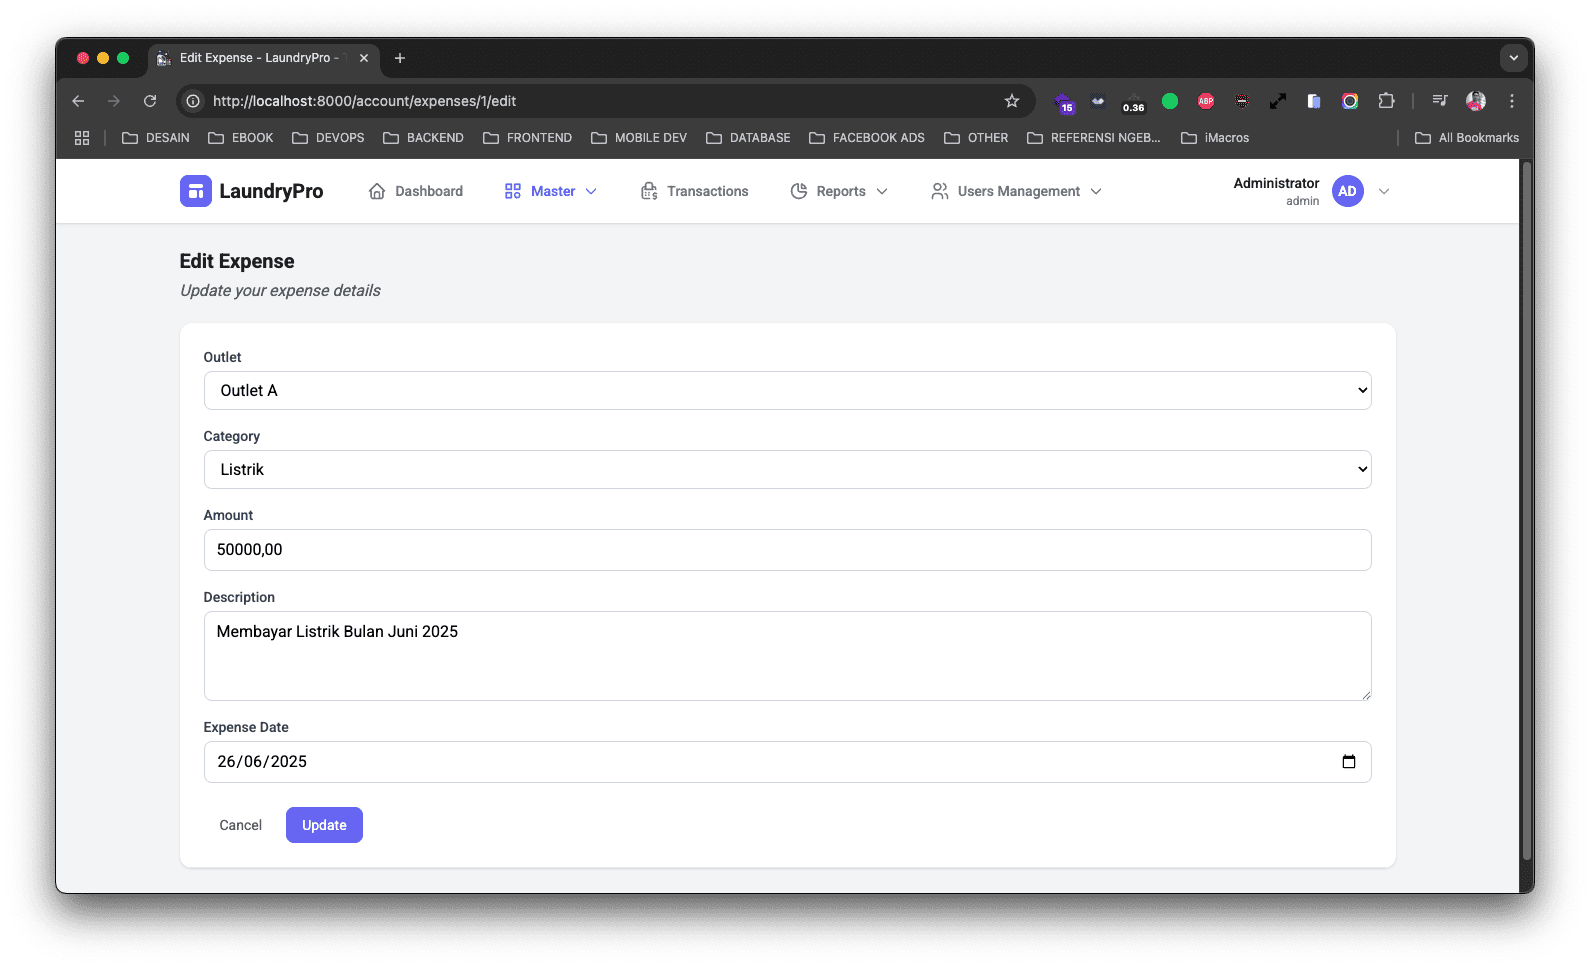 Edit Expense - LaundryPro -
http://localhost:8000/account/expenses/1/edit
15
0.36
ABP
DESAIN EBOOK DEVOPS BACKEND FRONTEND MOBILE DEV DATABASE FACEBOOK ADS OTHER REFERENSI NGEB... iMacros All Bookmarks
LaundryPro Dashboard Master Transactions Reports Users Management Administrator AD
admin
Edit Expense
Update your expense details
Outlet
Outlet A
Category
Listrik
Amount
50000,00
Description
Membayar Listrik Bulan Juni 2025
Expense Date
26/06/2025
Cancel Update